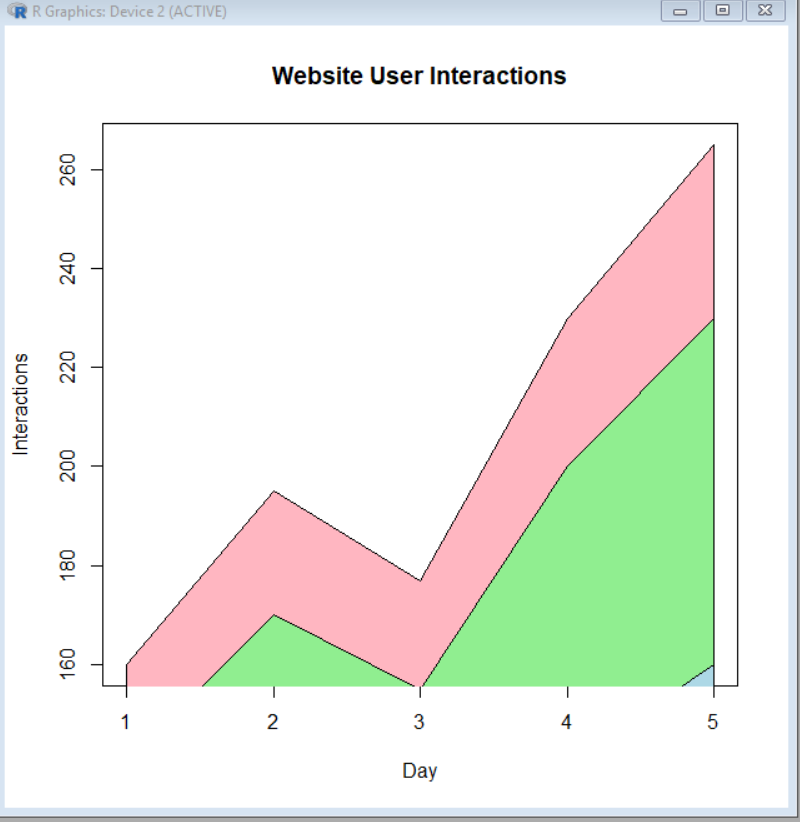 R Graphics: Device 2 (ACTIVE)
Website User Interactions
Interactions
260
240
220
200
180
160
1 2 3 4 5
Day